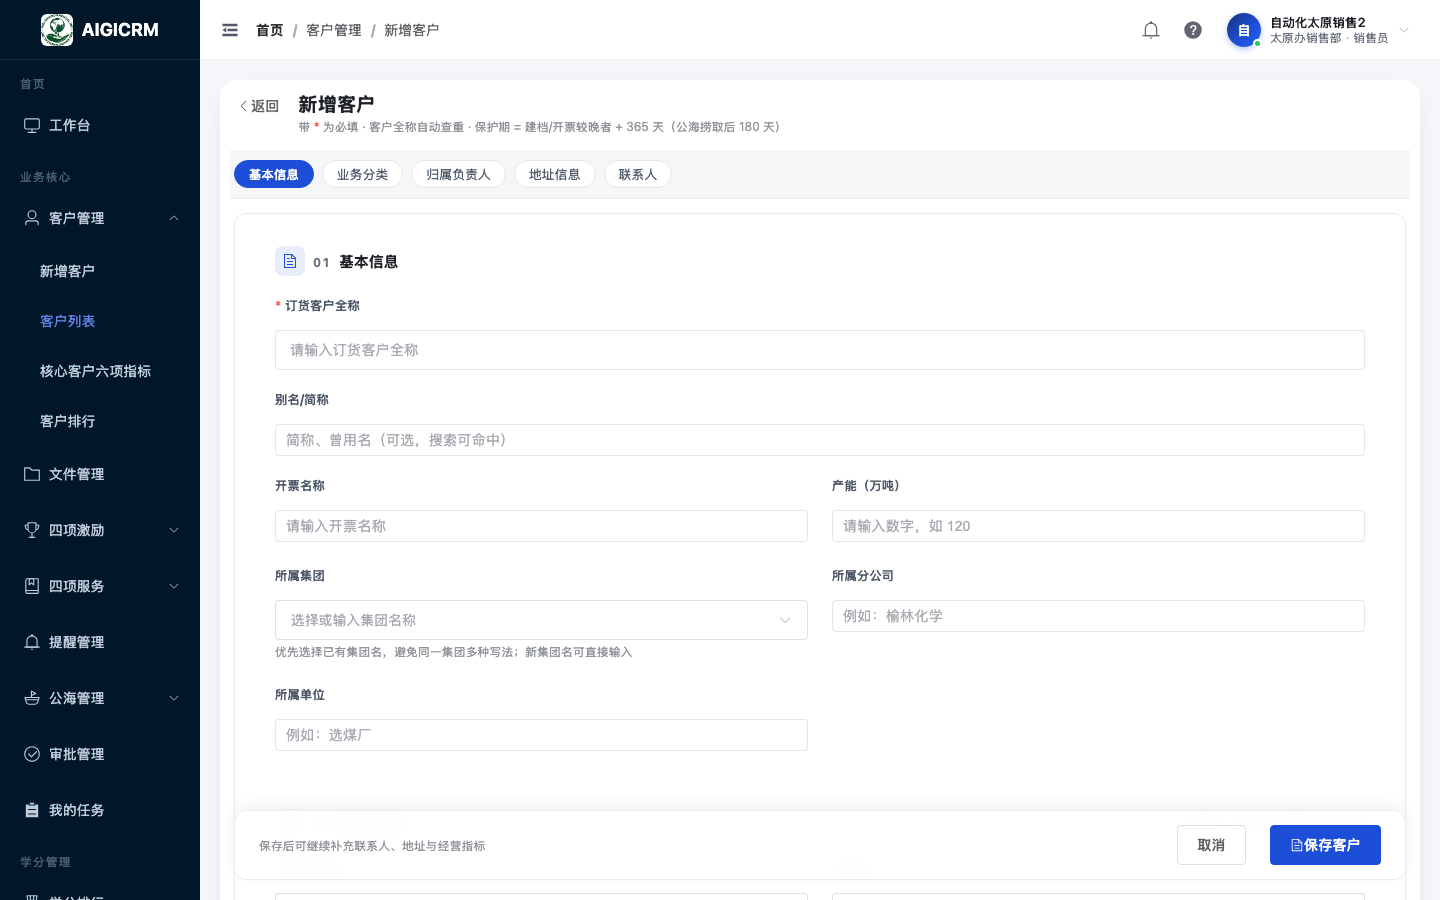 AIGICRM
首页 / 客户管理 / 新增客户
自动化太原销售2
太原办销售部 · 销售员
自
首页
工作台
业务核心
客户管理
新增客户
客户列表
核心客户六项指标
客户排行
文件管理
四项激励
四项服务
提醒管理
公海管理
审批管理
我的任务
学分管理
返回
新增客户
带 * 为必填 · 客户全称自动查重 · 保护期 = 建档/开票较晚者 + 365 天（公海捞取后 180 天）
基本信息
业务分类
归属负责人
地址信息
联系人
01 基本信息
* 订货客户全称
请输入订货客户全称
别名/简称
简称、曾用名（可选，搜索可命中）
开票名称
请输入开票名称
产能（万吨）
请输入数字，如 120
所属集团
选择或输入集团名称
优先选择已有集团名，避免同一集团多种写法；新集团名可直接输入
所属分公司
例如：榆林化学
所属单位
例如：选煤厂
保存后可继续补充联系人、地址与经营指标
取消
保存客户